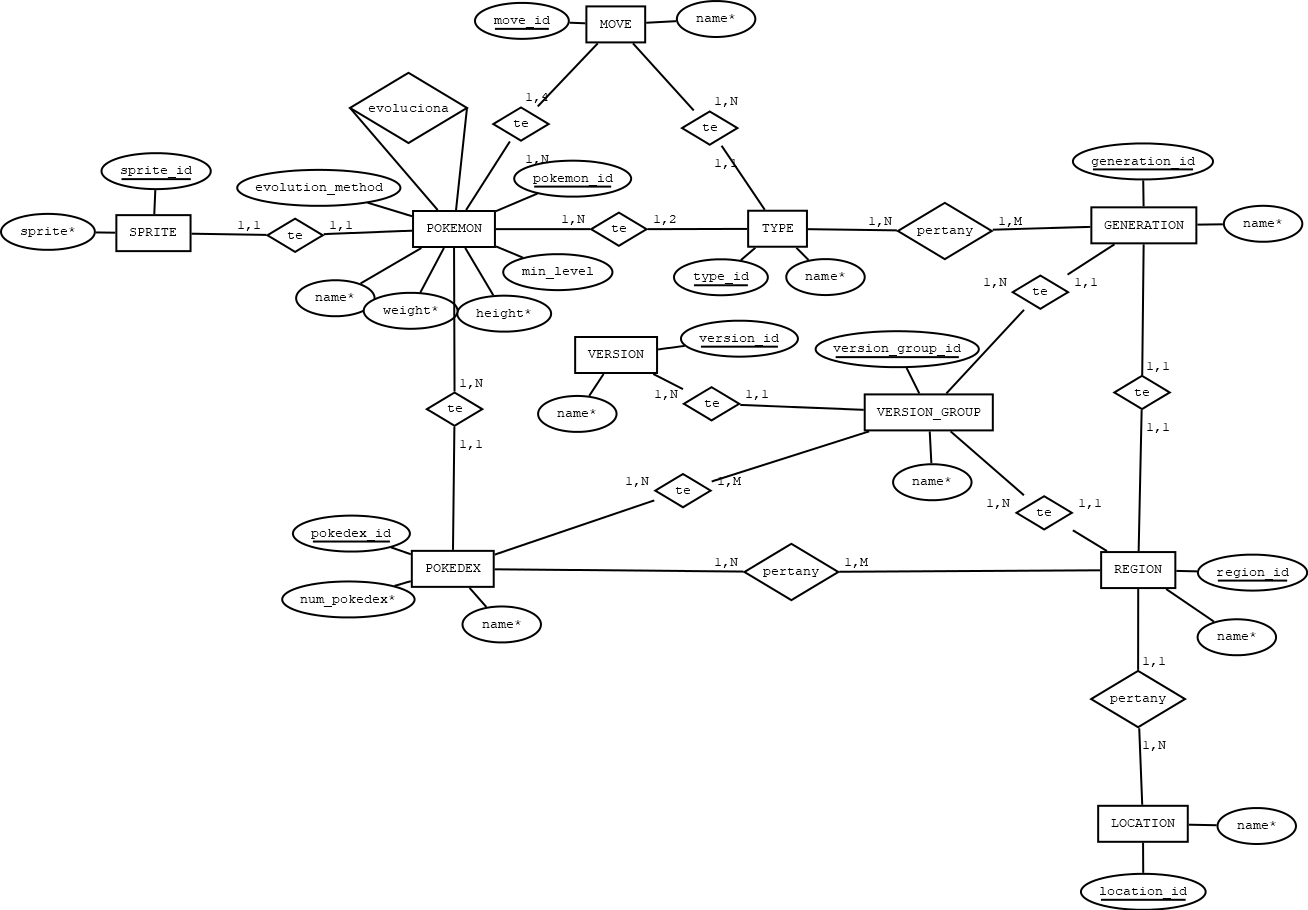 move_id
MOVE
name*
1,4
1,N
evoluciona
te
te
1,N
1,1
sprite_id
evolution_method
pokemon_id
generation_id
sprite*
SPRITE
1,1
te
1,1
POKEMON
1,N
te
1,2
TYPE
1,N
pertany
1,M
GENERATION
name*
min_level
type_id
name*
1,N
te
1,1
name*
weight*
height*
version_id
version_group_id
VERSION
1,N
te
1,1
1,1
te
1,1
name*
VERSION_GROUP
1,N
te
1,1
name*
1,N
te
1,M
1,N
te
1,1
pokedex_id
POKEDEX
1,N
pertany
1,M
REGION
region_id
num_pokedex*
name*
name*
1,1
pertany
1,N
LOCATION
name*
location_id